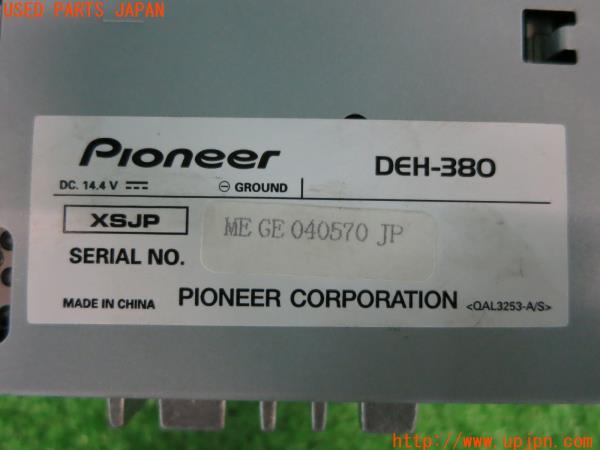 USED PARTS JAPAN
Pioneer
DEH-380
DC. 14.4 V ⎓ ⊖ GROUND
XSJP
SERIAL NO. ME GE 040570 JP
MADE IN CHINA PIONEER CORPORATION <QAL3253-A/S>
http://www.upjpn.com